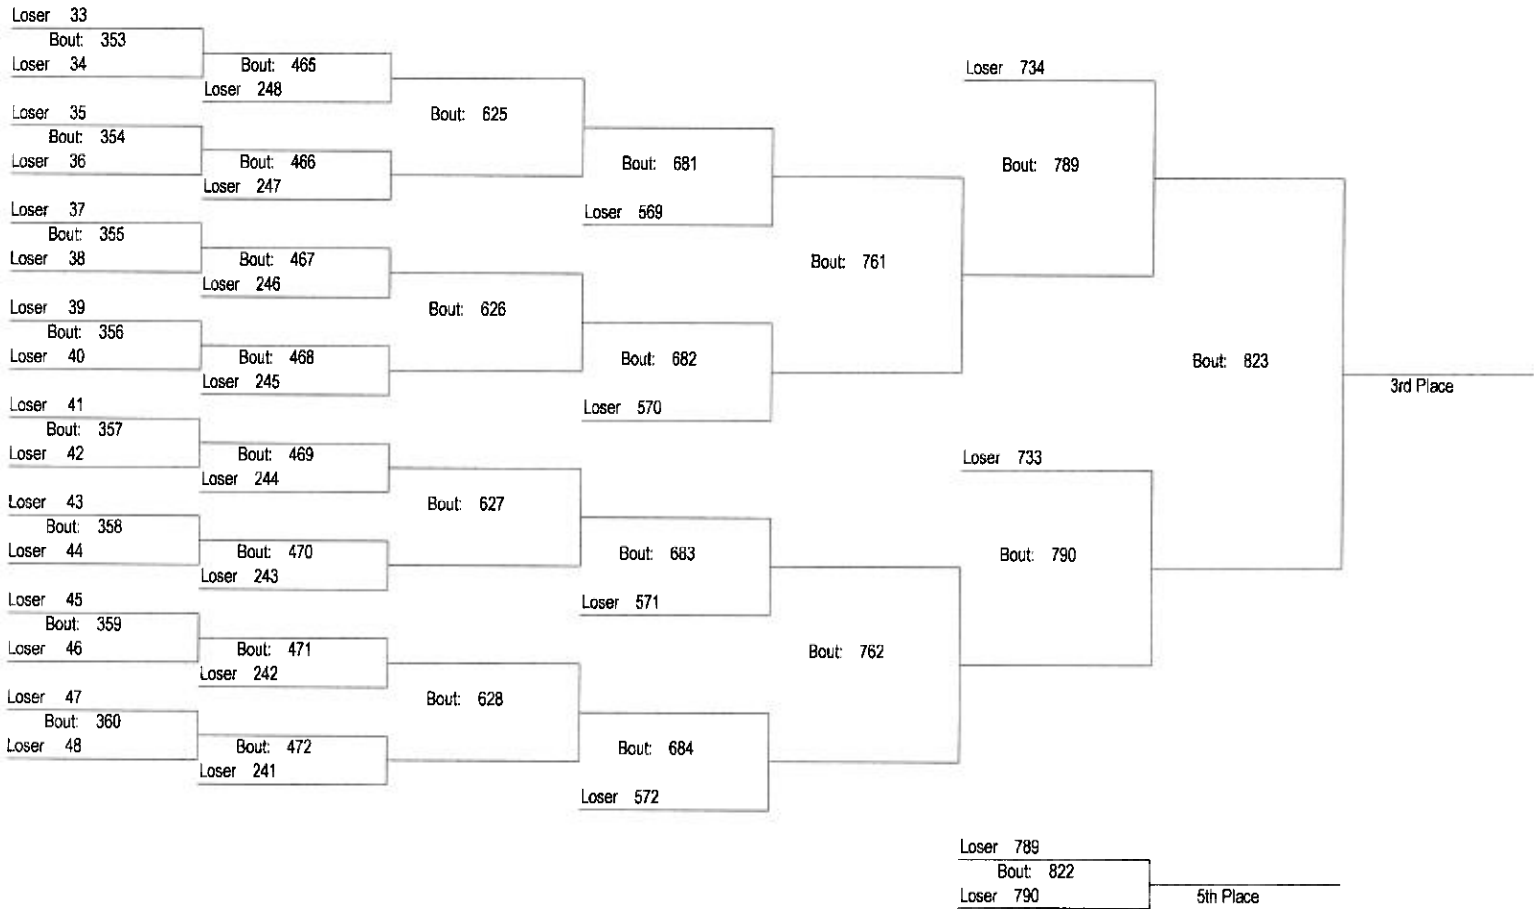 Loser 33
Bout: 353
Loser 34
Bout: 465
Loser 248
Loser 35
Bout: 354
Loser 36
Bout: 466
Loser 247
Bout: 625
Loser 37
Bout: 355
Loser 38
Bout: 467
Loser 246
Loser 39
Bout: 356
Loser 40
Bout: 468
Loser 245
Bout: 626
Loser 41
Bout: 357
Loser 42
Bout: 469
Loser 244
Loser 43
Bout: 358
Loser 44
Bout: 470
Loser 243
Bout: 627
Loser 45
Bout: 359
Loser 46
Bout: 471
Loser 242
Loser 47
Bout: 360
Loser 48
Bout: 472
Loser 241
Bout: 628
Bout: 681
Loser 569
Bout: 682
Loser 570
Bout: 683
Loser 571
Bout: 684
Loser 572
Bout: 761
Bout: 762
Loser 734
Bout: 789
Loser 733
Bout: 790
Bout: 823
3rd Place
Loser 789
Bout: 822
Loser 790
5th Place